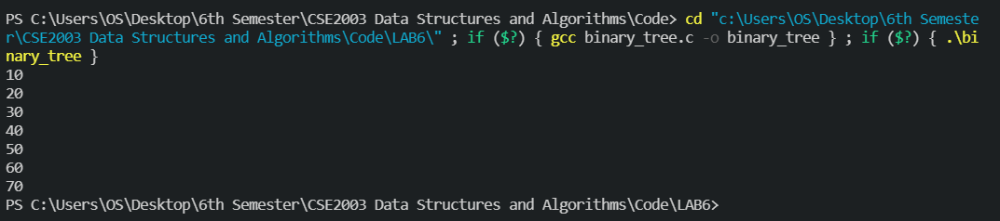 PS C:\Users\OS\Desktop\6th Semester\CSE2003 Data Structures and Algorithms\Code> cd "c:\Users\OS\Desktop\6th Semeste
r\CSE2003 Data Structures and Algorithms\Code\LAB6\" ; if ($?) { gcc binary_tree.c -o binary_tree } ; if ($?) { .\bi
nary_tree }
10
20
30
40
50
60
70
PS C:\Users\OS\Desktop\6th Semester\CSE2003 Data Structures and Algorithms\Code\LAB6>